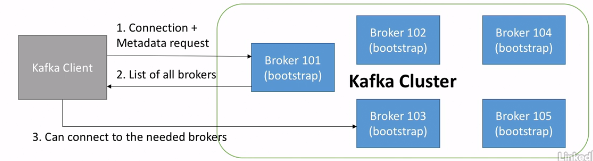 1. Connection +
Metadata request
Kafka Client
2. List of all brokers
3. Can connect to the needed brokers
Broker 101
(bootstrap)
Broker 102
(bootstrap)
Broker 104
(bootstrap)
Kafka Cluster
Broker 103
(bootstrap)
Broker 105
(bootstrap)
Linked